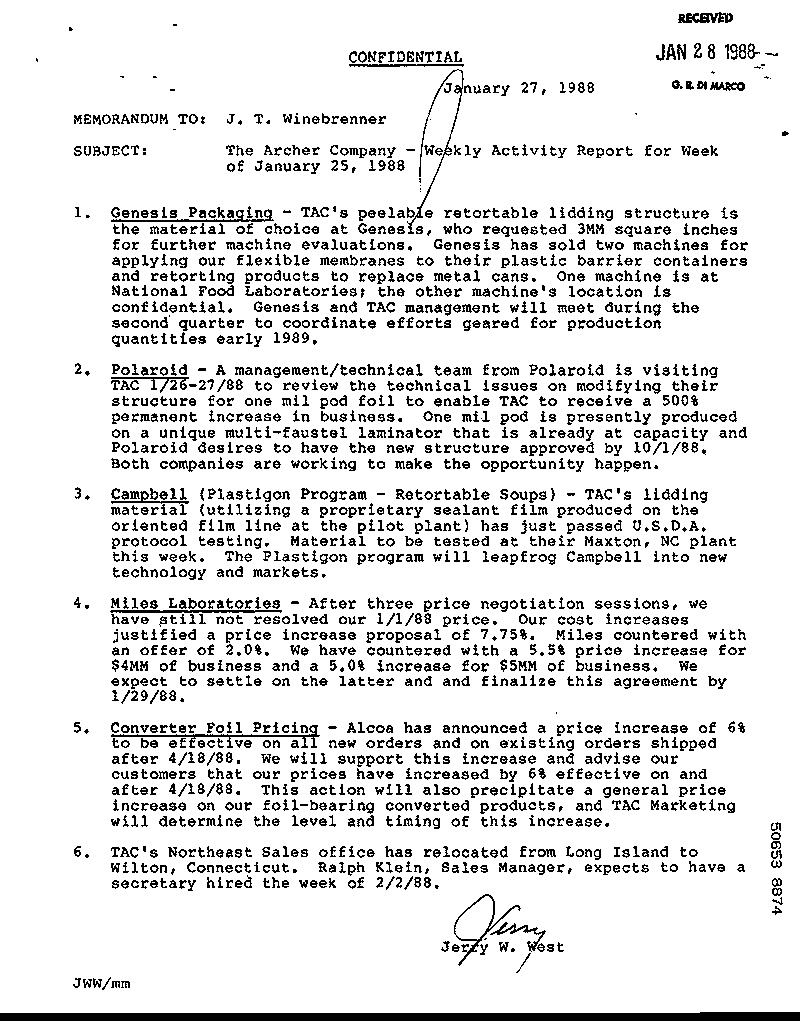 RECEIVED
JAN 28 1988
G. R. DI MARCO
CONFIDENTIAL
January 27, 1988
MEMORANDUM TO: J. T. Winebrenner
SUBJECT: The Archer Company - Weekly Activity Report for Week
of January 25, 1988
1. Genesis Packaging - TAC's peelable retortable lidding structure is
the material of choice at Genesis, who requested 3MM square inches
for further machine evaluations. Genesis has sold two machines for
applying our flexible membranes to their plastic barrier containers
and retorting products to replace metal cans. One machine is at
National Food Laboratories; the other machine's location is
confidential. Genesis and TAC management will meet during the
second quarter to coordinate efforts geared for production
quantities early 1989.
2. Polaroid - A management/technical team from Polaroid is visiting
TAC 1/26-27/88 to review the technical issues on modifying their
structure for one mil pod foil to enable TAC to receive a 500%
permanent increase in business. One mil pod is presently produced
on a unique multi-faustel laminator that is already at capacity and
Polaroid desires to have the new structure approved by 10/1/88.
Both companies are working to make the opportunity happen.
3. Campbell (Plastigon Program - Retortable Soups) - TAC's lidding
material (utilizing a proprietary sealant film produced on the
oriented film line at the pilot plant) has just passed U.S.D.A.
protocol testing. Material to be tested at their Maxton, NC plant
this week. The Plastigon program will leapfrog Campbell into new
technology and markets.
4. Miles Laboratories - After three price negotiation sessions, we
have still not resolved our 1/1/88 price. Our cost increases
justified a price increase proposal of 7.75%. Miles countered with
an offer of 2.0%. We have countered with a 5.5% price increase for
$4MM of business and a 5.0% increase for $5MM of business. We
expect to settle on the latter and and finalize this agreement by
1/29/88.
5. Converter Foil Pricing - Alcoa has announced a price increase of 6%
to be effective on all new orders and on existing orders shipped
after 4/18/88. We will support this increase and advise our
customers that our prices have increased by 6% effective on and
after 4/18/88. This action will also precipitate a general price
increase on our foil-bearing converted products, and TAC Marketing
will determine the level and timing of this increase.
6. TAC's Northeast Sales office has relocated from Long Island to
Wilton, Connecticut. Ralph Klein, Sales Manager, expects to have a
secretary hired the week of 2/2/88.
Jerry
Jerry W. West
JWW/mm
50653 8874